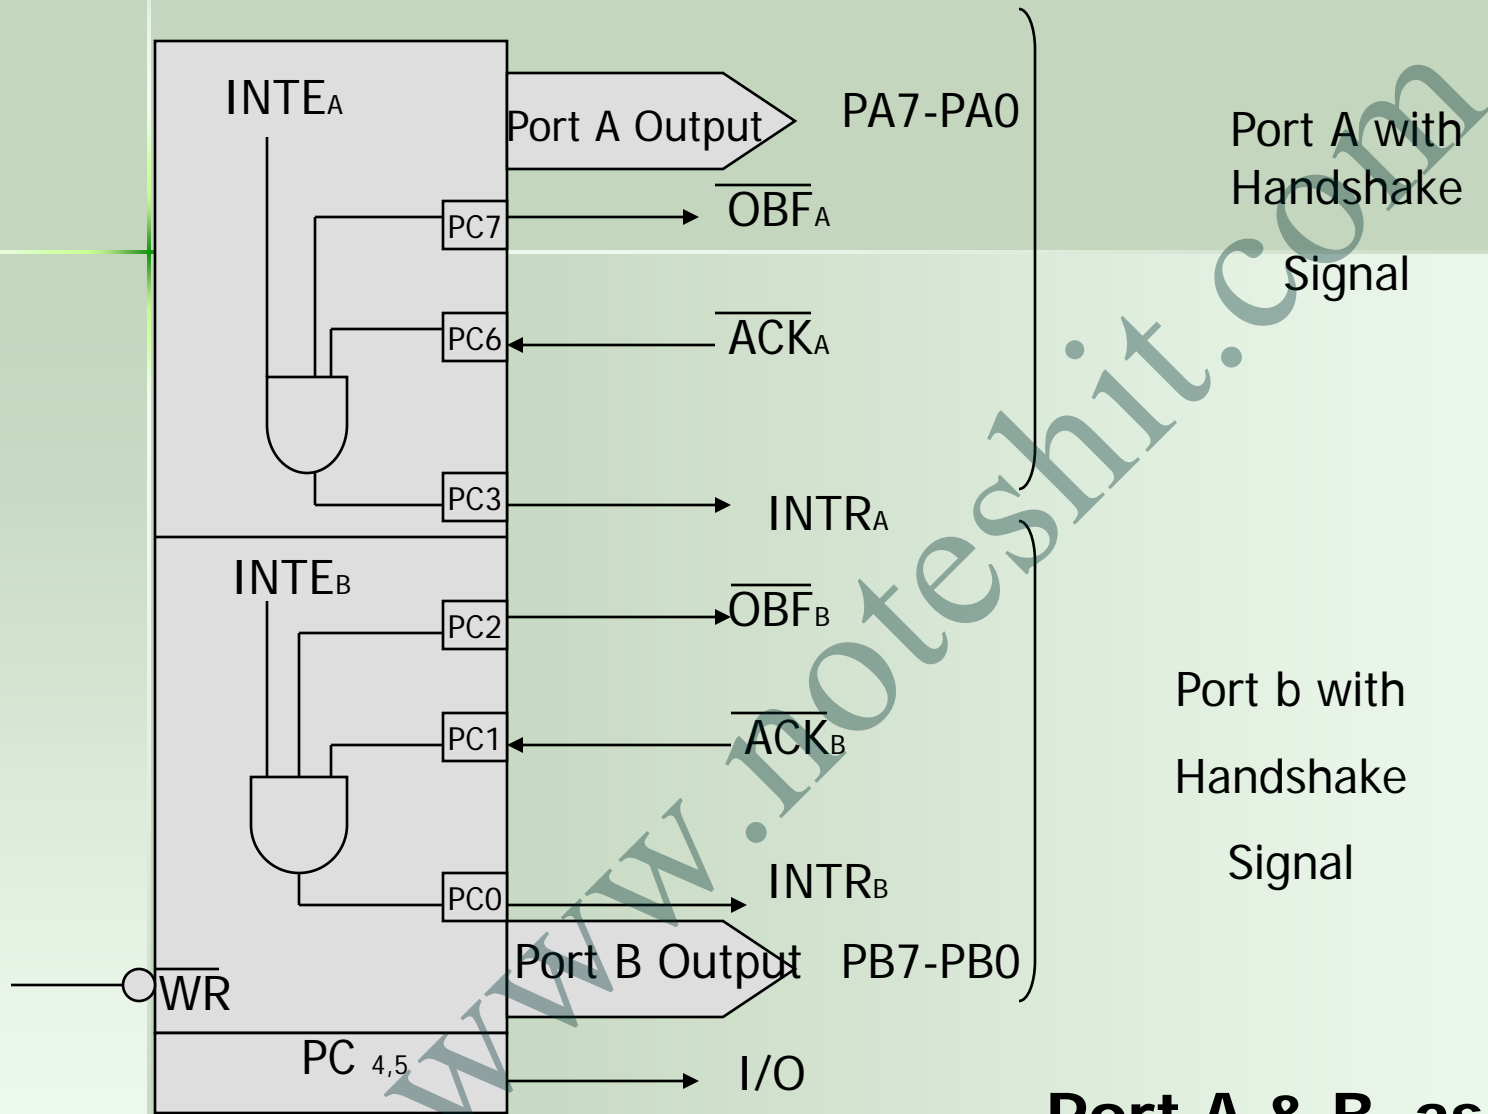 INTEA
Port A Output
PA7-PA0
Port A with
Handshake
Signal
PC7
OBFA
PC6
ACKA
PC3
INTRA
INTEB
PC2
OBFB
PC1
ACKB
Port b with
Handshake
Signal
PC0
INTRB
Port B Output
PB7-PB0
WR
PC 4,5
I/O
Port A & B as
www.noteshit.com